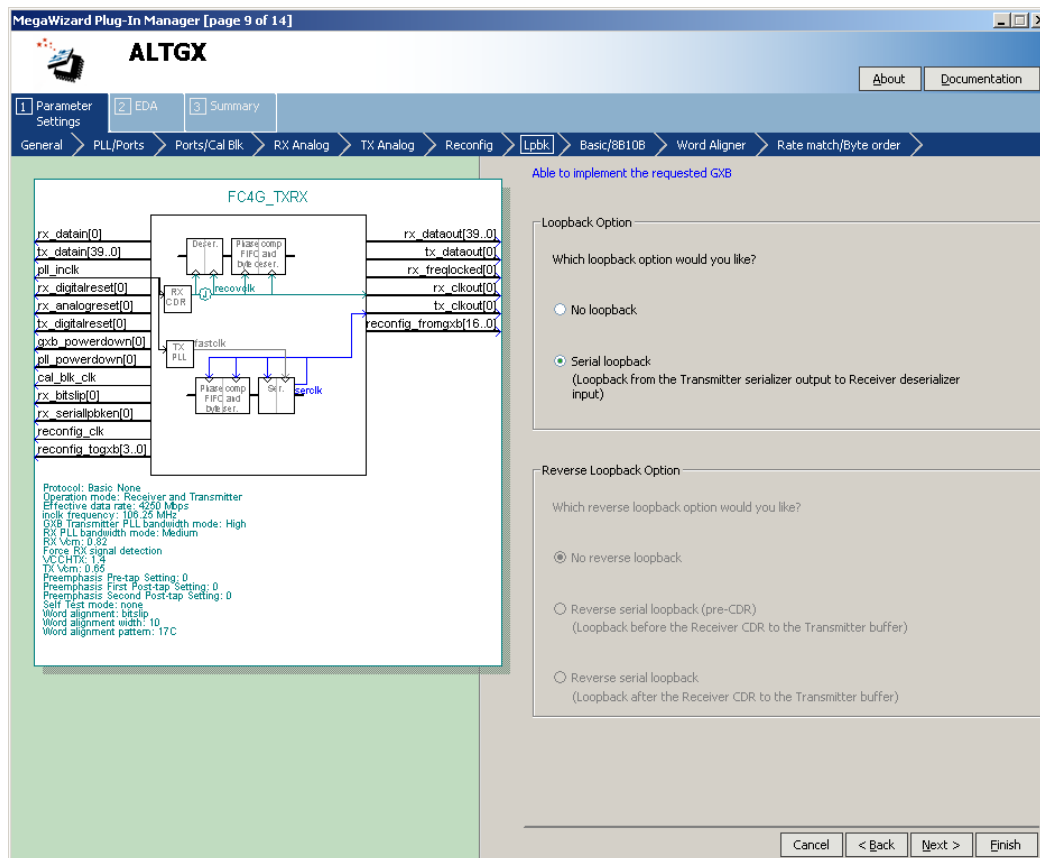 MegaWizard Plug-In Manager [page 9 of 14]
ALTGX
About
Documentation
1 Parameter Settings
2 EDA
3 Summary
General
PLL/Ports
Ports/Cal Blk
RX Analog
TX Analog
Reconfig
Lpbk
Basic/8B10B
Word Aligner
Rate match/Byte order
FC4G_TXRX
rx_datain[0]
tx_datain[39..0]
pll_inclk
rx_digitalreset[0]
rx_analogreset[0]
tx_digitalreset[0]
gxb_powerdown[0]
pll_powerdown[0]
cal_blk_clk
rx_bitslip[0]
rx_seriallpbken[0]
reconfig_clk
reconfig_togxb[3..0]
Deser.
Phase comp
FIFO and
byte deser.
RX
CDR
recovclk
TX
PLL
fastclk
Phase comp
FIFO and
byte ser.
Ser.
serclk
rx_dataout[39..0]
tx_dataout[0]
rx_freqlocked[0]
rx_clkout[0]
tx_clkout[0]
reconfig_fromgxb[16..0]
Protocol: Basic None
Operation mode: Receiver and Transmitter
Effective data rate: 4250 Mbps
inclk frequency: 106.25 MHz
GXB Transmitter PLL bandwidth mode: High
RX PLL bandwidth mode: Medium
RX Vcm: 0.82
Force RX signal detection
VCCHTX: 1.4
TX Vcm: 0.65
Preemphasis Pre-tap Setting: 0
Preemphasis First Post-tap Setting: 0
Preemphasis Second Post-tap Setting: 0
Self Test mode: none
Word alignment: bitslip
Word alignment width: 10
Word alignment pattern: 17C
Able to implement the requested GXB
Loopback Option
Which loopback option would you like?
No loopback
Serial loopback
(Loopback from the Transmitter serializer output to Receiver deserializer
input)
Reverse Loopback Option
Which reverse loopback option would you like?
No reverse loopback
Reverse serial loopback (pre-CDR)
(Loopback before the Receiver CDR to the Transmitter buffer)
Reverse serial loopback
(Loopback after the Receiver CDR to the Transmitter buffer)
Cancel
< Back
Next >
Finish